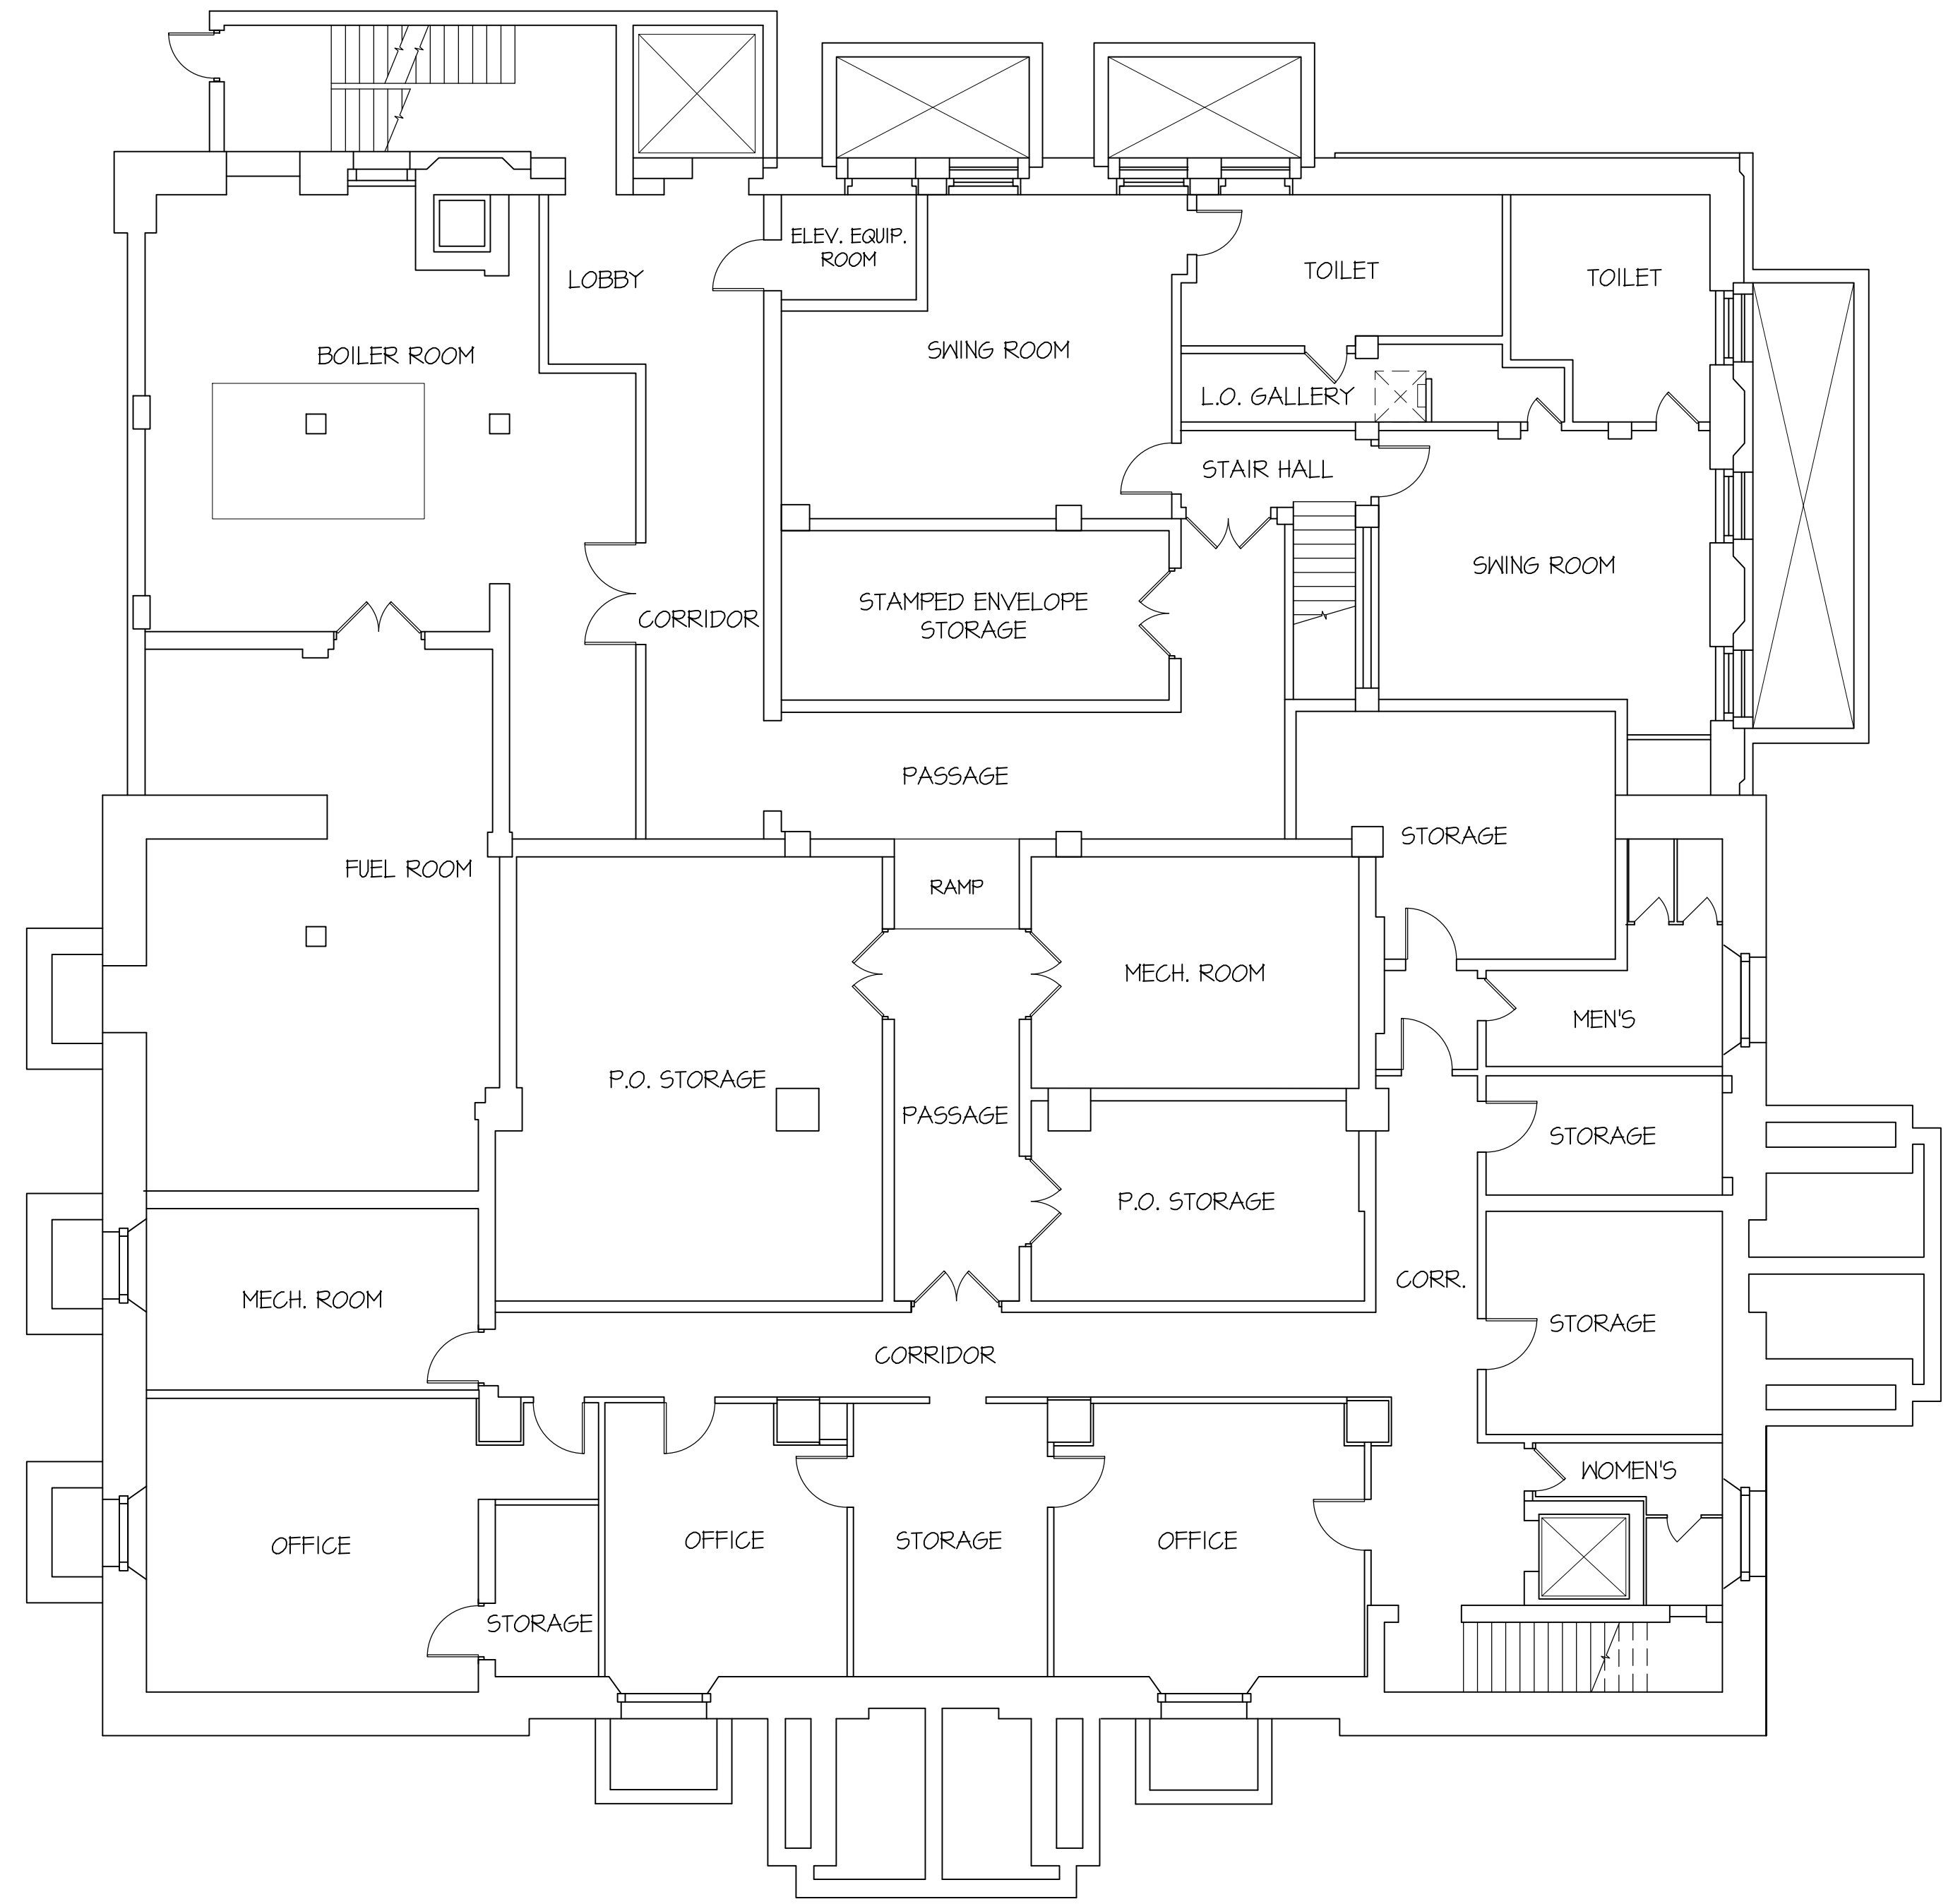 ELEV. EQUIP.
ROOM
LOBBY
TOILET
TOILET
BOILER ROOM
SWING ROOM
L.O. GALLERY
STAIR HALL
SWING ROOM
STAMPED ENVELOPE
STORAGE
CORRIDOR
PASSAGE
STORAGE
FUEL ROOM
RAMP
MECH. ROOM
MEN'S
P.O. STORAGE
PASSAGE
STORAGE
P.O. STORAGE
CORR.
MECH. ROOM
STORAGE
CORRIDOR
WOMEN'S
OFFICE
OFFICE
STORAGE
OFFICE
STORAGE